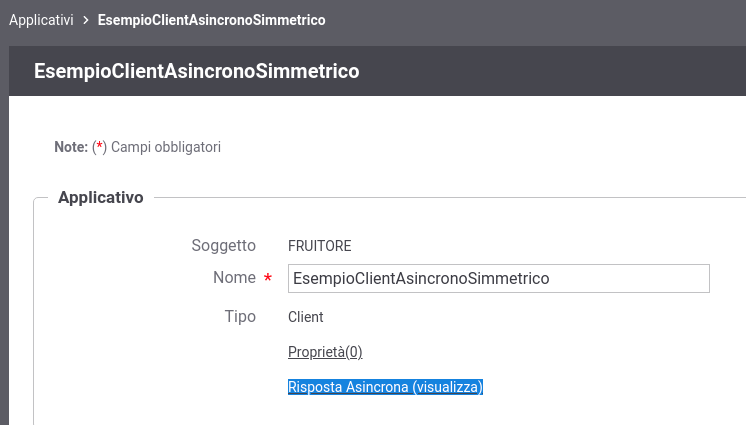 Applicativi > EsempioClientAsincronoSimmetrico
EsempioClientAsincronoSimmetrico
Note: (*) Campi obbligatori
Applicativo
Soggetto FRUITORE
Nome * EsempioClientAsincronoSimmetrico
Tipo Client
Proprietà(0)
Risposta Asincrona (visualizza)